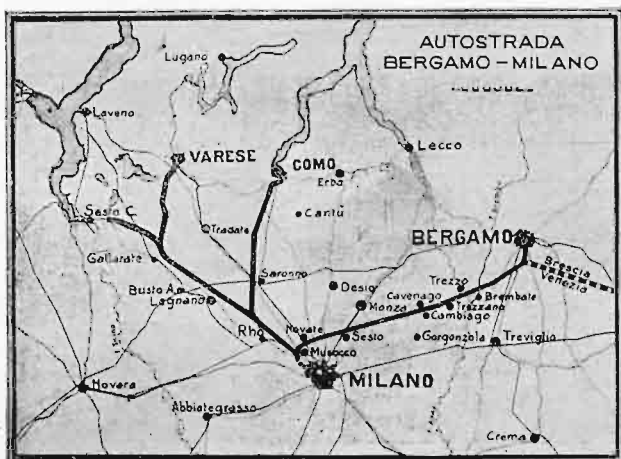 AUTOSTRADA
BERGAMO – MILANO
Lugano
Laveno
VARESE
COMO
Erba
Lecco
Cantù
Sesto C.
Tradate
BERGAMO
Gallarate
Saronno
Desio
Trezzo
Brescia
Venezia
Busto A.
Legnano
Monza
Cavenago
Brembate
Trezzano
Cambiago
Rho
Novate
Sesto
Gorgonzola
Treviglio
Musocco
Novara
MILANO
Abbiategrasso
Crema